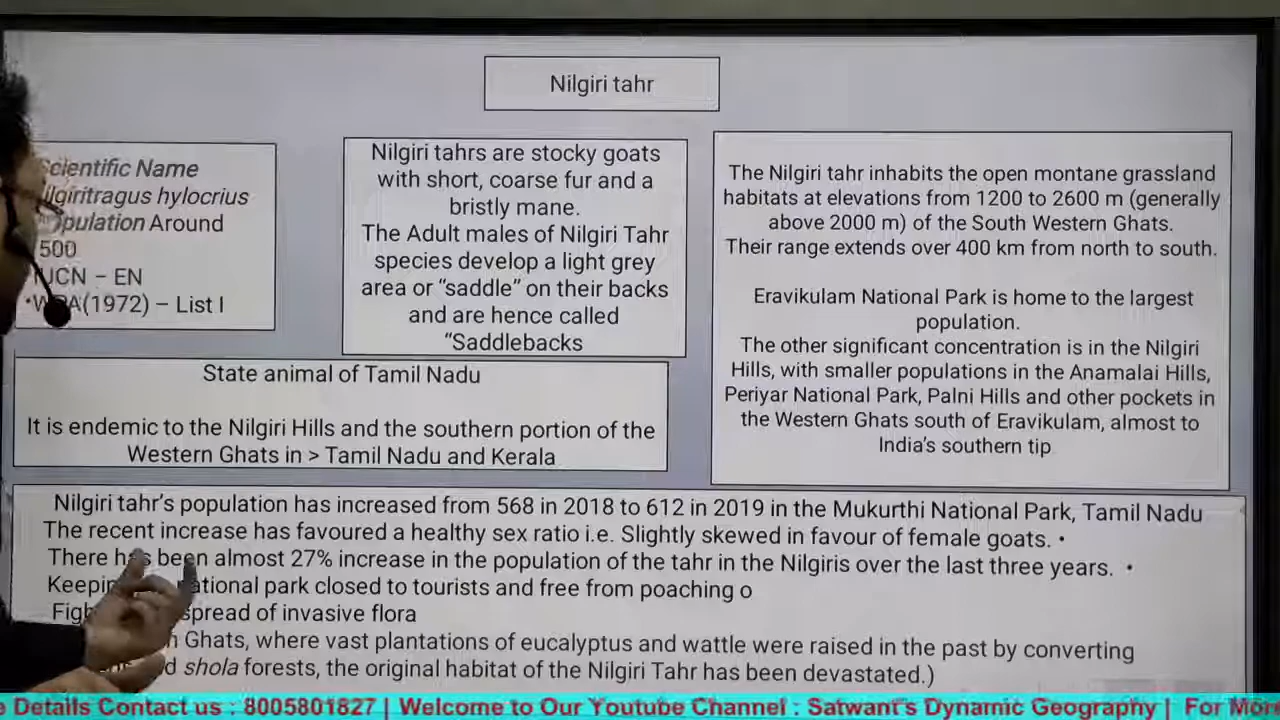 Nilgiri tahr
Scientific Name
hylocrius
Around
500
– EN
– List I
Nilgiri tahrs are stocky goats
with short, coarse fur and a
bristly mane.
The Adult males of Nilgiri Tahr
species develop a light grey
area or “saddle” on their backs
and are hence called
“Saddlebacks
The Nilgiri tahr inhabits the open montane grassland
habitats at elevations from 1200 to 2600 m (generally
above 2000 m) of the South Western Ghats.
Their range extends over 400 km from north to south.
Eravikulam National Park is home to the largest
population.
The other significant concentration is in the Nilgiri
Hills, with smaller populations in the Anamalai Hills,
Periyar National Park, Palni Hills and other pockets in
the Western Ghats south of Eravikulam, almost to
India's southern tip
State animal of Tamil Nadu
It is endemic to the Nilgiri Hills and the southern portion of the
Western Ghats in > Tamil Nadu and Kerala
Nilgiri tahr's population has increased from 568 in 2018 to 612 in 2019 in the Mukurthi National Park, Tamil Nadu
The recent increase has favoured a healthy sex ratio i.e. Slightly skewed in favour of female goats. •
There has been almost 27% increase in the population of the tahr in the Nilgiris over the last three years. •
national park closed to tourists and free from poaching o
spread of invasive flora
Ghats, where vast plantations of eucalyptus and wattle were raised in the past by converting
shola forests, the original habitat of the Nilgiri Tahr has been devastated.)
Details Contact us : 8005801827 | Welcome to Our Youtube Channel : Satwant's Dynamic Geography | For More